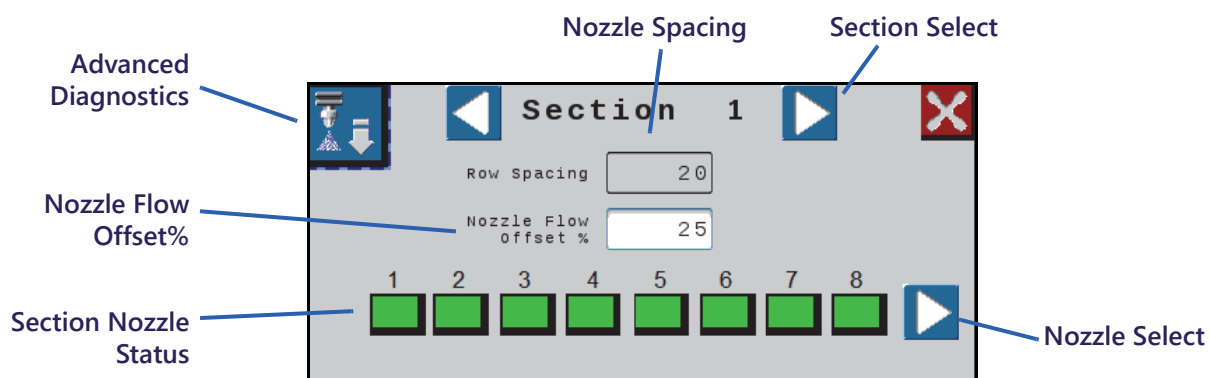 Nozzle Spacing
Section Select
Advanced
Diagnostics
Section 1
Row Spacing 20
Nozzle Flow
Offset%
Nozzle Flow
Offset % 25
1 2 3 4 5 6 7 8
Section Nozzle
Status
Nozzle Select